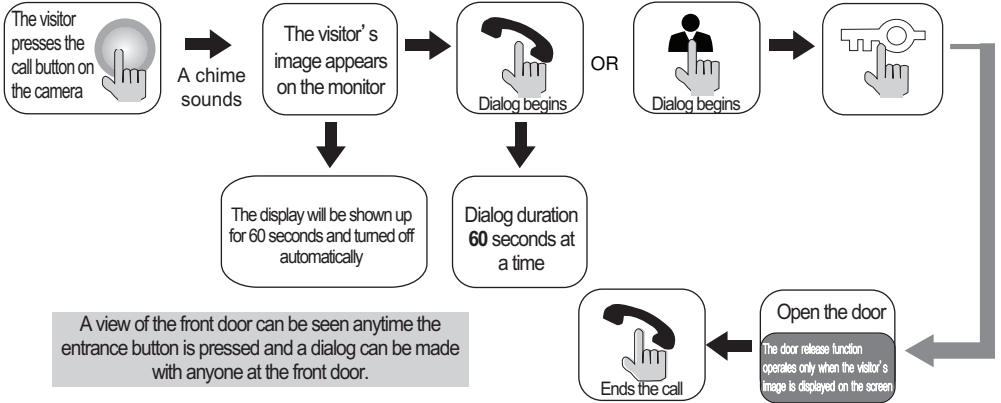 The visitor
presses the
call button on
the camera
A chime
sounds
The visitor's
image appears
on the monitor
Dialog begins
OR
Dialog begins
The display will be shown up
for 60 seconds and turned off
automatically
Dialog duration
60 seconds at
a time
A view of the front door can be seen anytime the
entrance button is pressed and a dialog can be made
with anyone at the front door.
Open the door
The door release function
operates only when the visitor's
image is displayed on the screen
Ends the call